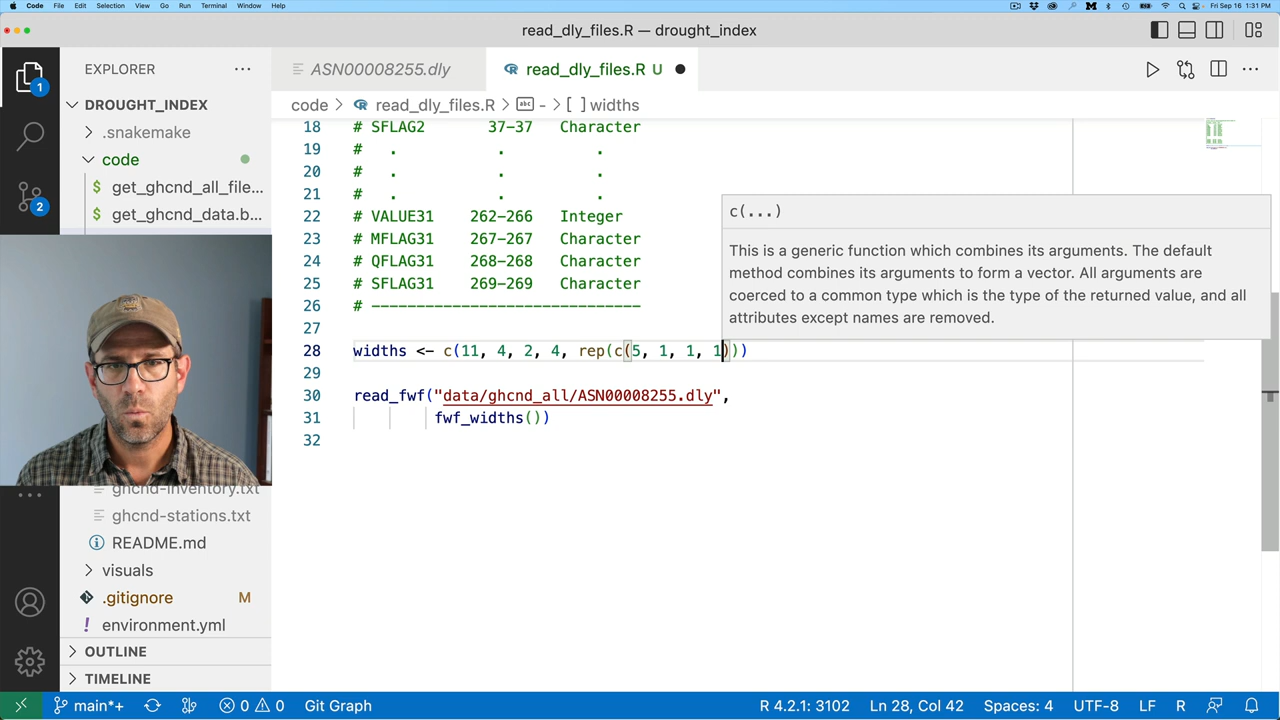 Code File Edit Selection View Go Run Terminal Window Help Fri Sep 16 1:31 PM
read_dly_files.R — drought_index
EXPLORER ...
ASN00008255.dly
read_dly_files.R U
DROUGHT_INDEX
code > read_dly_files.R > abc - > [ ] widths
.snakemake
code
get_ghcnd_all_file...
get_ghcnd_data.b...
1
2
18 # SFLAG2 37-37 Character
19 # . . .
20 # . . .
21 # . . .
22 # VALUE31 262-266 Integer
23 # MFLAG31 267-267 Character
24 # QFLAG31 268-268 Character
25 # SFLAG31 269-269 Character
26 # ------------------------------
27
28 widths <- c(11, 4, 2, 4, rep(c(5, 1, 1, 1)))
29
30 read_fwf("data/ghcnd_all/ASN00008255.dly",
31 fwf_widths())
32
c(...)
This is a generic function which combines its arguments. The default
method combines its arguments to form a vector. All arguments are
coerced to a common type which is the type of the returned value, and all
attributes except names are removed.
ghcnd-inventory.txt
ghcnd-stations.txt
README.md
visuals
.gitignore M
environment.yml
OUTLINE
TIMELINE
main*+ 0 0 Git Graph R 4.2.1: 3102 Ln 28, Col 42 Spaces: 4 UTF-8 LF R